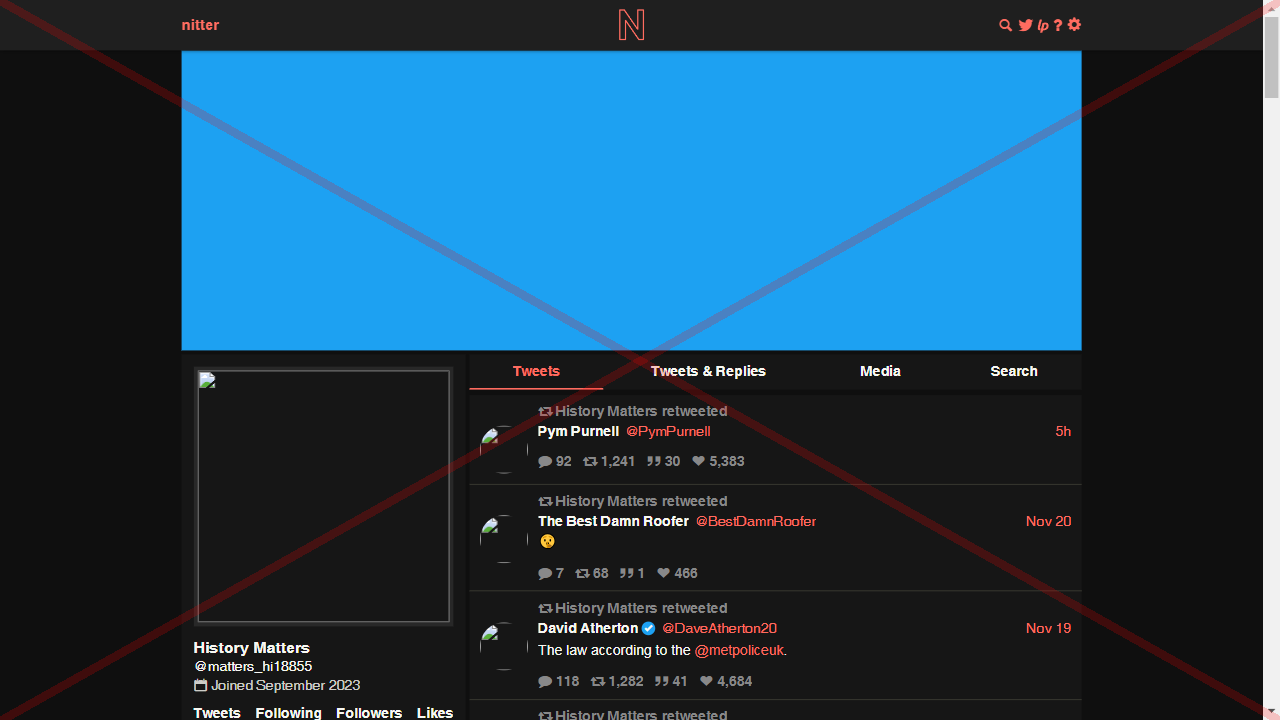 nitter
N
lp ?
Tweets Tweets & Replies Media Search
History Matters retweeted
Pym Purnell @PymPurnell 5h
92 1,241 30 5,383
History Matters retweeted
The Best Damn Roofer @BestDamnRoofer Nov 20
😗
7 68 1 466
History Matters retweeted
David Atherton @DaveAtherton20 Nov 19
The law according to the @metpoliceuk.
118 1,282 41 4,684
History Matters retweeted
History Matters
@matters_hi18855
Joined September 2023
Tweets Following Followers Likes